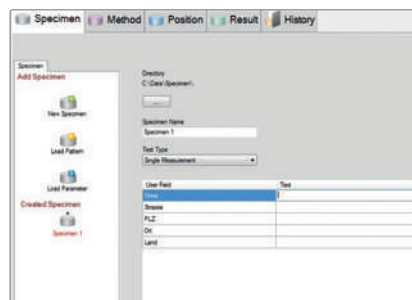 Specimen Method Position Result History
Specimen
Add Specimen
New Specimen
Load Pattern
Load Parameter
Created Specimen
Specimen 1
Directory
C:\Data\Specimen\
...
Specimen Name
Specimen 1
Test Type
Single Measurement
User Field Text
Firma
Strasse
PLZ
Ort
Land